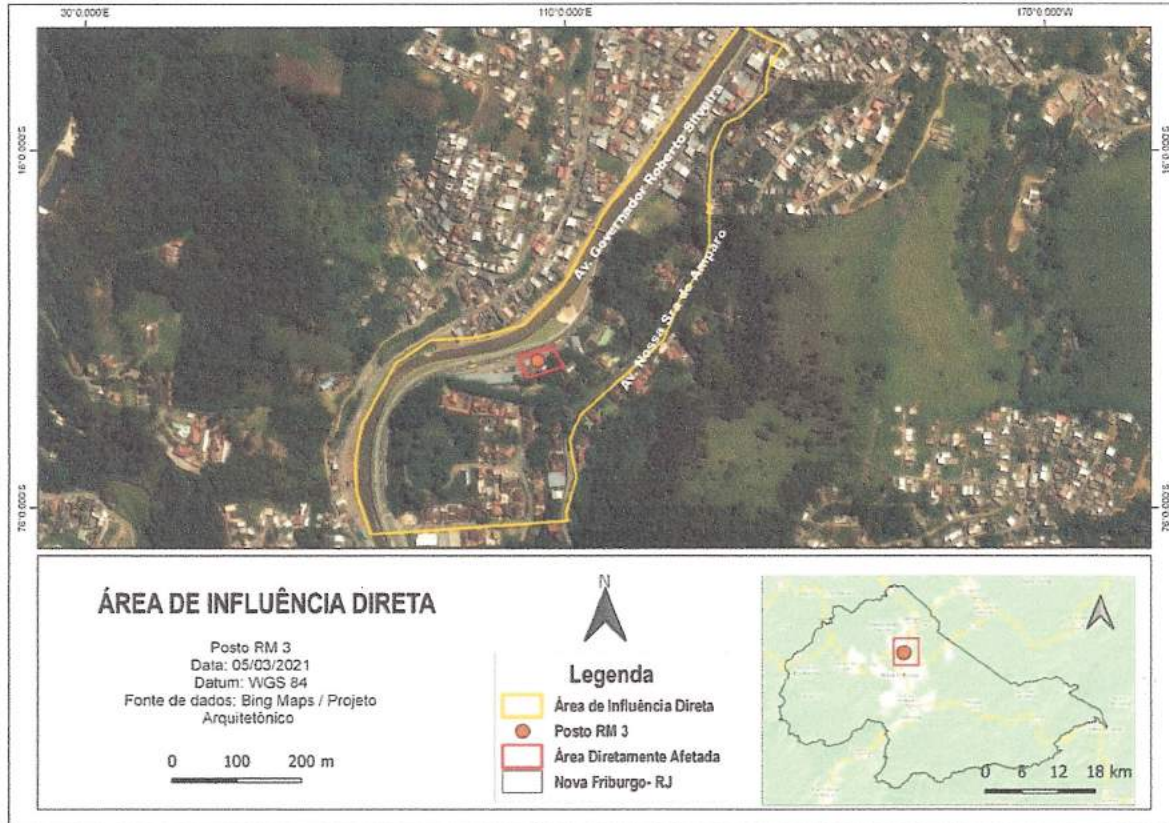 30°0.000'E
110°0.000'E
170°0.000'W
16°0.000'S
16°0.000'S
Av. Governador Roberto Silveira
Av. Nossa Sra do Amparo
76°0.000'S
76°0.000'S
ÁREA DE INFLUÊNCIA DIRETA
Posto RM 3
Data: 05/03/2021
Datum: WGS 84
Fonte de dados: Bing Maps / Projeto
Arquitetônico
0 100 200 m
N
Legenda
Área de Influência Direta
Posto RM 3
Área Diretamente Afetada
Nova Friburgo- RJ
0 6 12 18 km